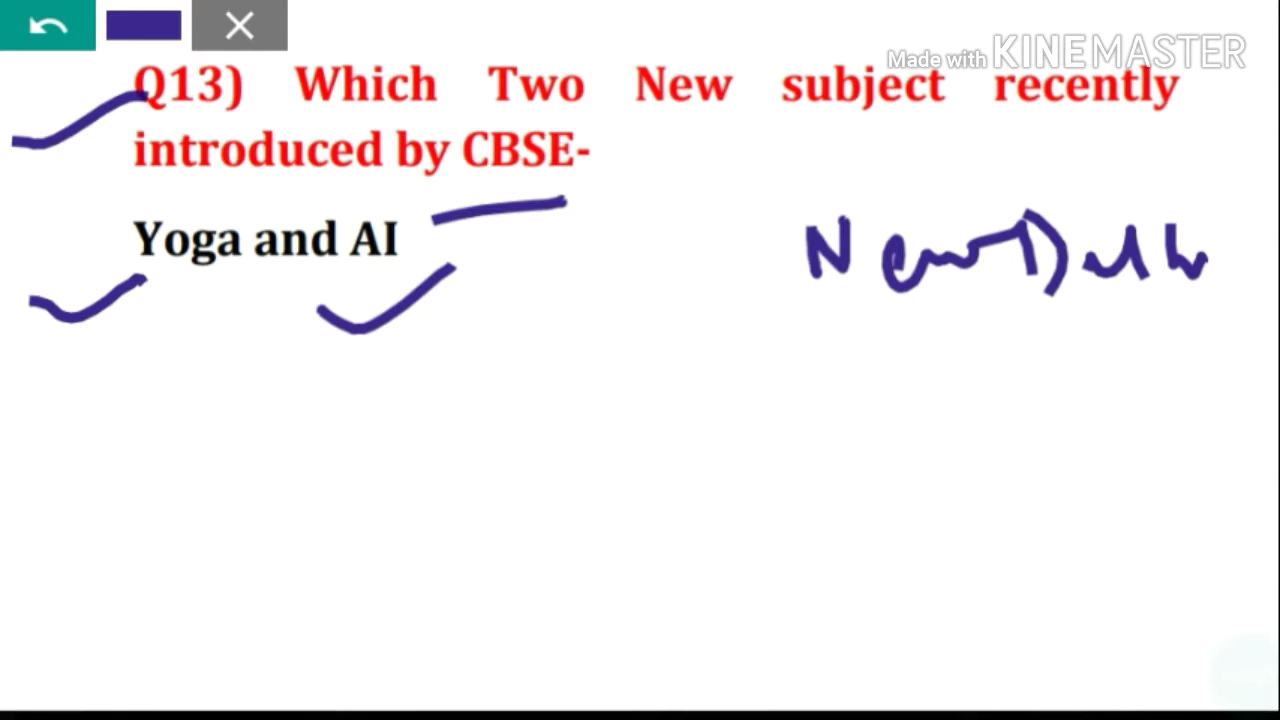 Made with KINEMASTER
Q13) Which Two New subject recently
introduced by CBSE-
Yoga and AI
New Delhi